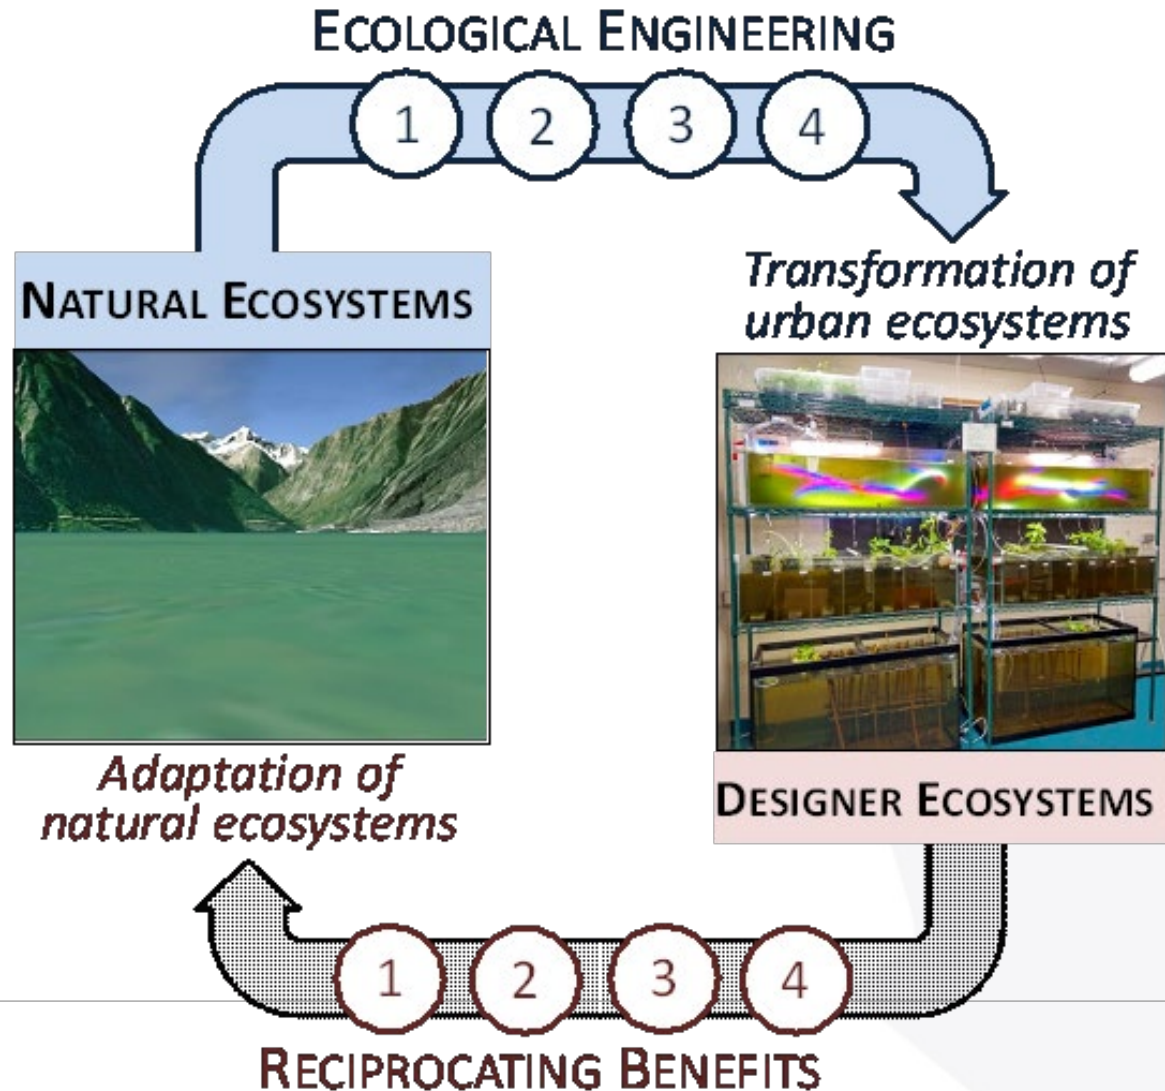 ECOLOGICAL ENGINEERING
1 2 3 4
NATURAL ECOSYSTEMS
Transformation of
urban ecosystems
Adaptation of
natural ecosystems
DESIGNER ECOSYSTEMS
1 2 3 4
RECIPROCATING BENEFITS